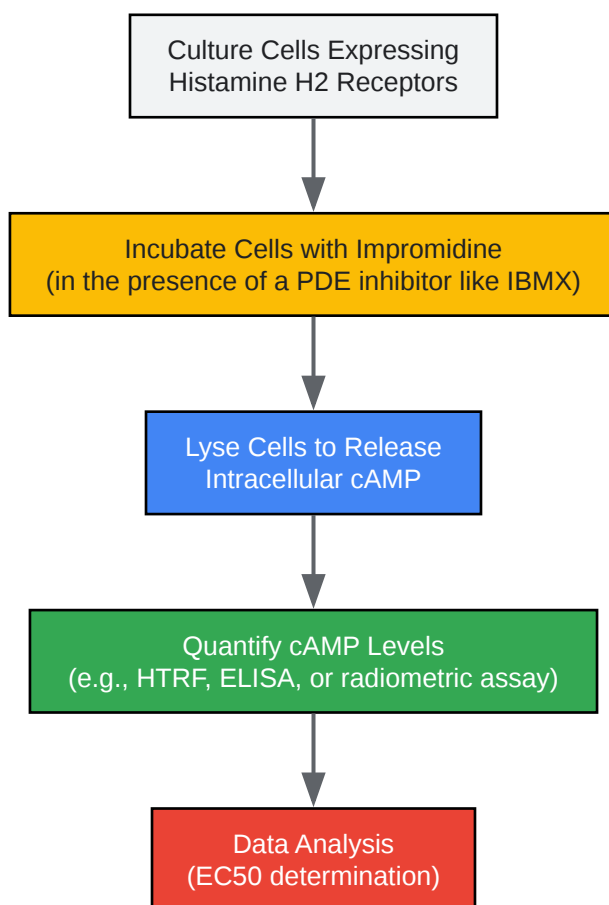 Culture Cells Expressing
Histamine H2 Receptors
Incubate Cells with Impromidine
(in the presence of a PDE inhibitor like IBMX)
Lyse Cells to Release
Intracellular cAMP
Quantify cAMP Levels
(e.g., HTRF, ELISA, or radiometric assay)
Data Analysis
(EC50 determination)